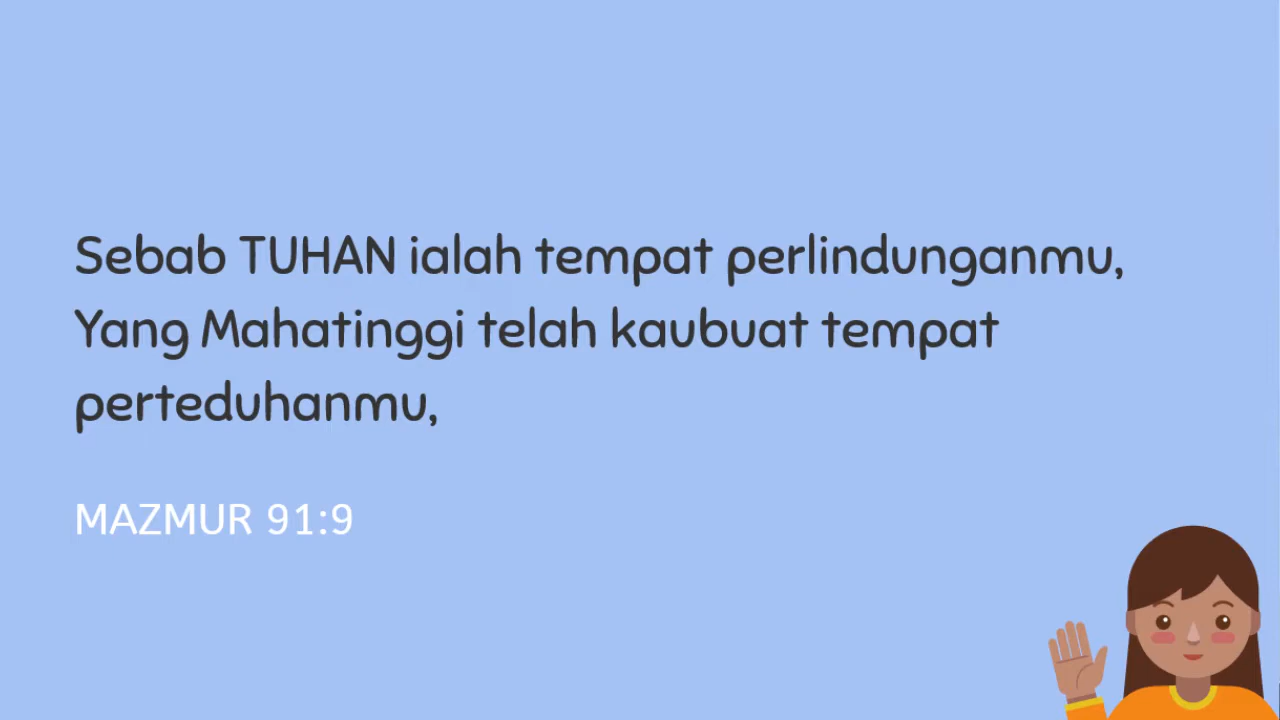 Sebab TUHAN ialah tempat perlindunganmu,
Yang Mahatinggi telah kaubuat tempat
perteduhanmu,
MAZMUR 91:9